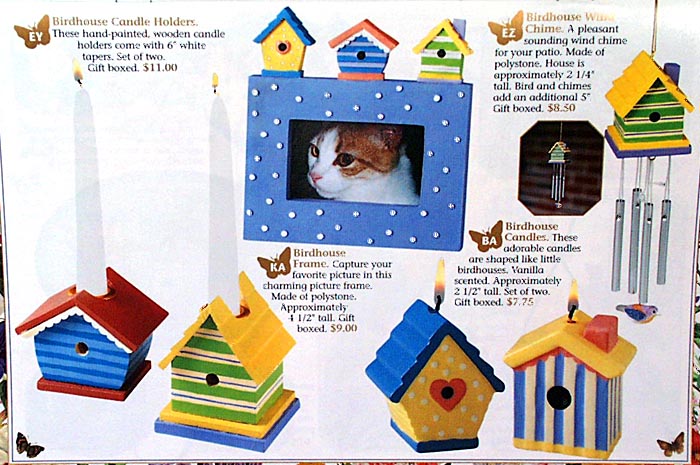 EY
Birdhouse Candle Holders.
These hand-painted, wooden candle
holders come with 6" white
tapers. Set of two.
Gift boxed. $11.00
EZ
Birdhouse Wind
Chime. A pleasant
sounding wind chime
for your patio. Made of
polystone. House is
approximately 2 1/4"
tall. Bird and chimes
add an additional 5"
Gift boxed. $8.50
KA
Birdhouse
Frame. Capture your
favorite picture in this
charming picture frame.
Made of polystone.
Approximately
4 1/2" tall. Gift
boxed. $9.00
BA
Birdhouse
Candles. These
adorable candles
are shaped like little
birdhouses. Vanilla
scented. Approximately
2 1/2" tall. Set of two.
Gift boxed. $7.75